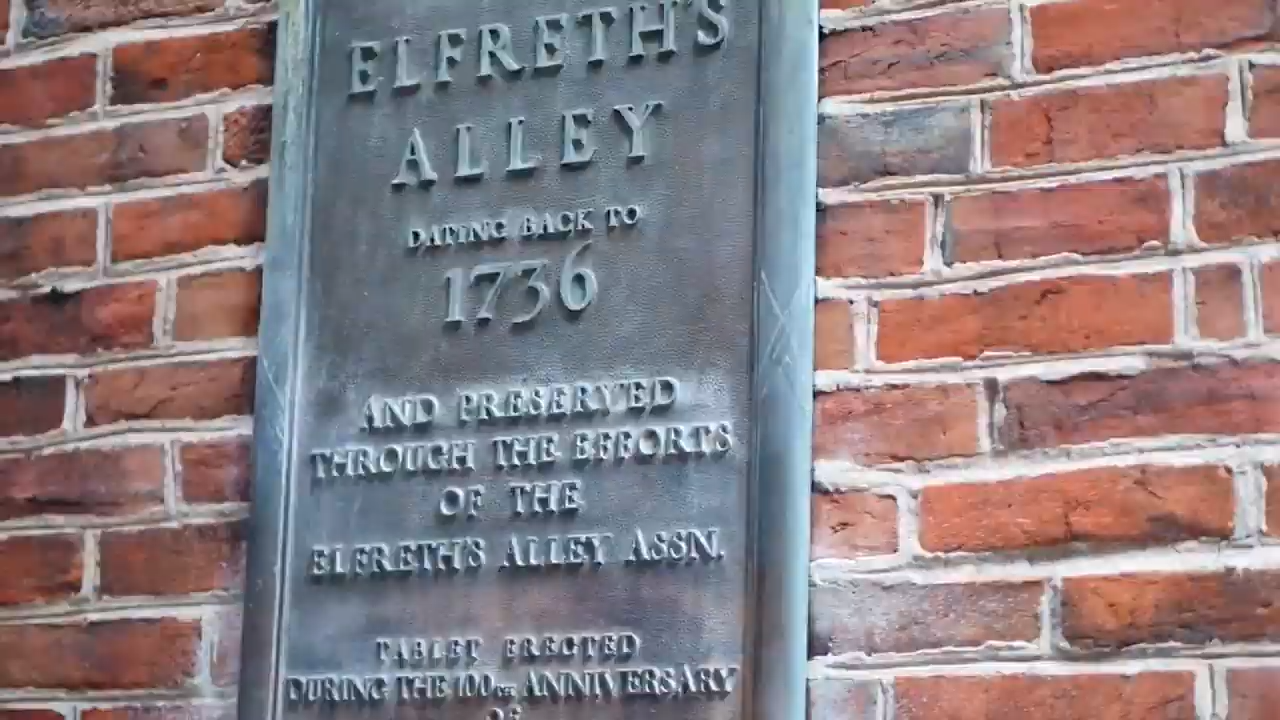 ELFRETH'S
ALLEY
DATING BACK TO
1736
AND PRESERVED
THROUGH THE EFFORTS
OF THE
ELFRETH'S ALLEY ASSN.
TABLET ERECTED
DURING THE 100TH ANNIVERSARY
OF